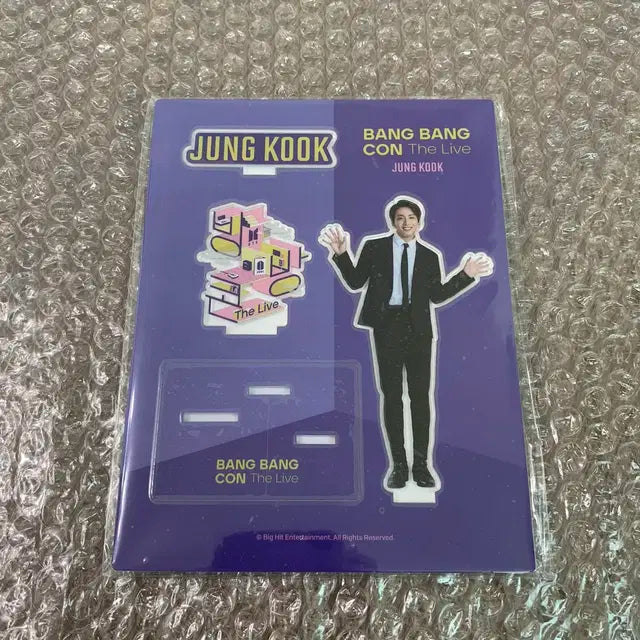 JUNG KOOK
BANG BANG
CON The Live
JUNG KOOK
The Live
BANG BANG
CON The Live
© Big Hit Entertainment. All Rights Reserved.